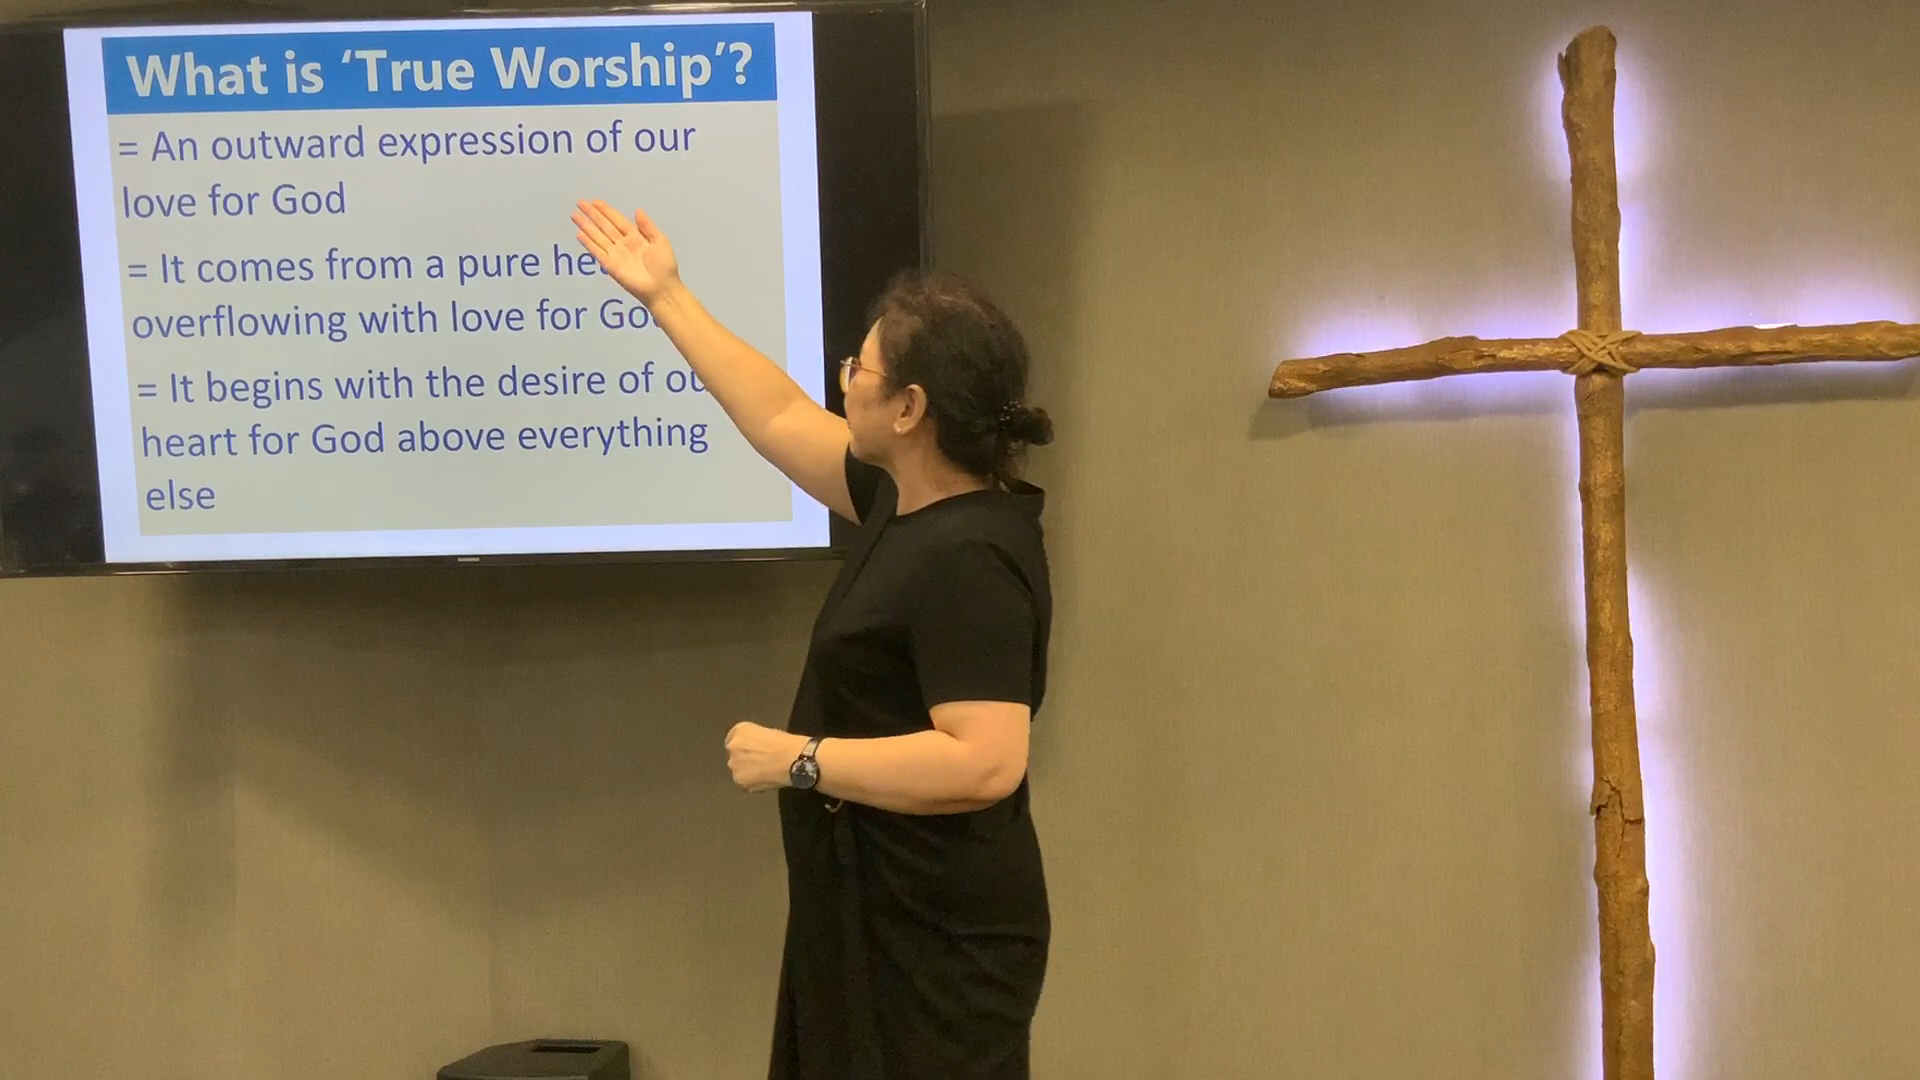 What is ‘True Worship’?
= An outward expression of our
love for God
= It comes from a pure
overflowing with love for
= It begins with the desire of
heart for God above everything
else